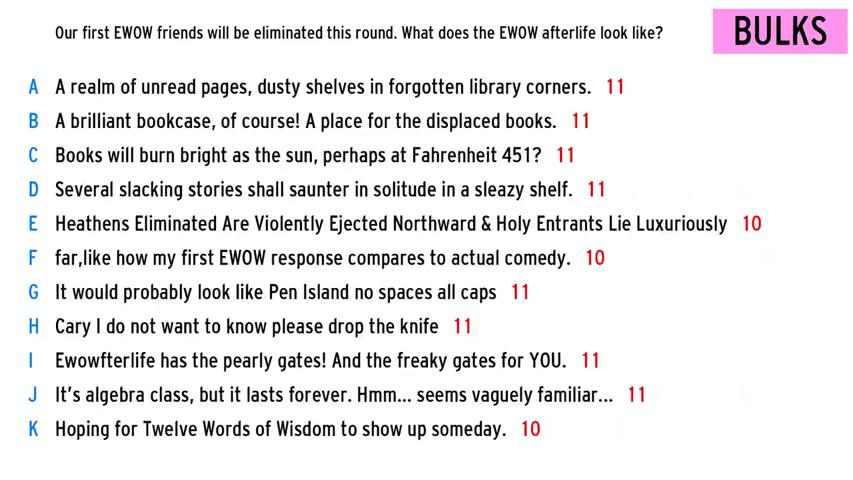 Our first EWOW friends will be eliminated this round. What does the EWOW afterlife look like?
BULKS
A A realm of unread pages, dusty shelves in forgotten library corners. 11
B A brilliant bookcase, of course! A place for the displaced books. 11
C Books will burn bright as the sun, perhaps at Fahrenheit 451? 11
D Several slacking stories shall saunter in solitude in a sleazy shelf. 11
E Heathens Eliminated Are Violently Ejected Northward & Holy Entrants Lie Luxuriously 10
F far,like how my first EWOW response compares to actual comedy. 10
G It would probably look like Pen Island no spaces all caps 11
H Cary I do not want to know please drop the knife 11
I Ewowfterlife has the pearly gates! And the freaky gates for YOU. 11
J It's algebra class, but it lasts forever. Hmm... seems vaguely familiar... 11
K Hoping for Twelve Words of Wisdom to show up someday. 10